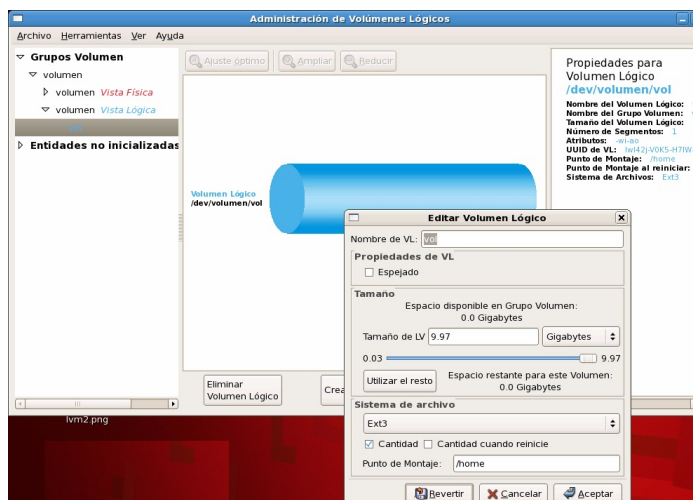 Administración de Volúmenes Lógicos
Archivo Herramientas Ver Ayuda
Grupos Volumen
volumen
volumen Vista Física
volumen Vista Lógica
vol
Entidades no inicializadas
Ajuste óptimo
Ampliar
Reducir
Volumen Lógico
/dev/volumen/vol
Eliminar
Volumen Lógico
Propiedades para
Volumen Lógico
/dev/volumen/vol
Nombre del Volumen Lógico:
Nombre del Grupo Volumen:
Tamaño del Volumen Lógico:
Número de Segmentos: 1
Atributos: -wi-ao
UUID de VL:
Punto de Montaje: /home
Punto de Montaje al reiniciar:
Sistema de Archivos: Ext3
Editar Volumen Lógico
Nombre de VL: vol
Propiedades de VL
Espejado
Tamaño
Espacio disponible en Grupo Volumen:
0.0 Gigabytes
Tamaño de LV 9.97 Gigabytes
0.03 9.97
Utilizar el resto
Espacio restante para este Volumen:
0.0 Gigabytes
Sistema de archivo
Ext3
Cantidad Cantidad cuando reinicie
Punto de Montaje: /home
Revertir Cancelar Aceptar
lvm2.png